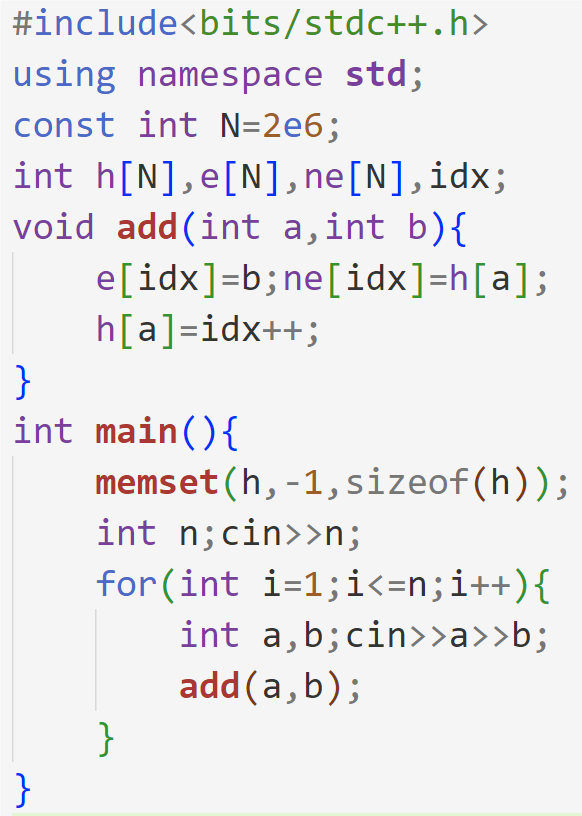 #include<bits/stdc++.h>
using namespace std;
const int N=2e6;
int h[N],e[N],ne[N],idx;
void add(int a,int b){
    e[idx]=b;ne[idx]=h[a];
    h[a]=idx++;
}
int main(){
    memset(h,-1,sizeof(h));
    int n;cin>>n;
    for(int i=1;i<=n;i++){
        int a,b;cin>>a>>b;
        add(a,b);
    }
}